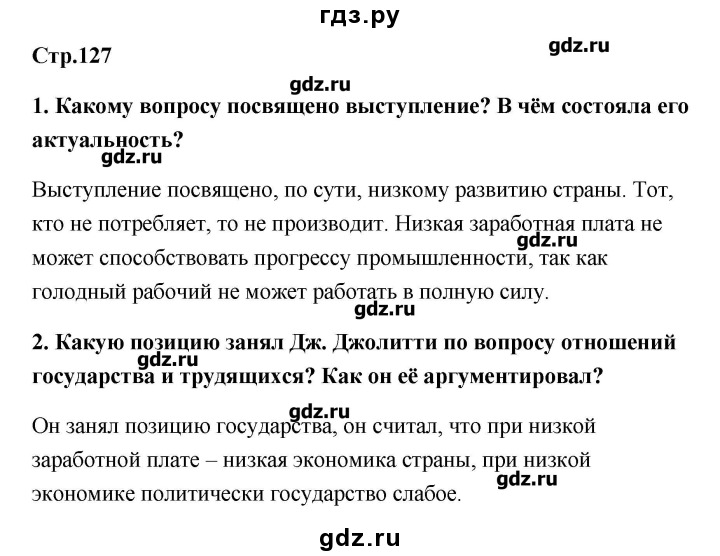 гдз.ру
Стр.127
gdz.ru
gdz.ru
1. Какому вопросу посвящено выступление? В чём состояла его
актуальность?
gdz.ru
Выступление посвящено, по сути, низкому развитию страны. Тот,
кто не потребляет, то не производит. Низкая заработная плата не
gdz.ru
может способствовать прогрессу промышленности, так как
голодный рабочий не может работать в полную силу.
gdz.ru
2. Какую позицию занял Дж. Джолитти по вопросу отношений
gdz.ru
государства и трудящихся? Как он её аргументировал?
gdz.ru
Он занял позицию государства, он считал, что при низкой
заработной плате – низкая экономика страны, при низкой
gdz.ru
экономике политически государство слабое.
gdz.ru